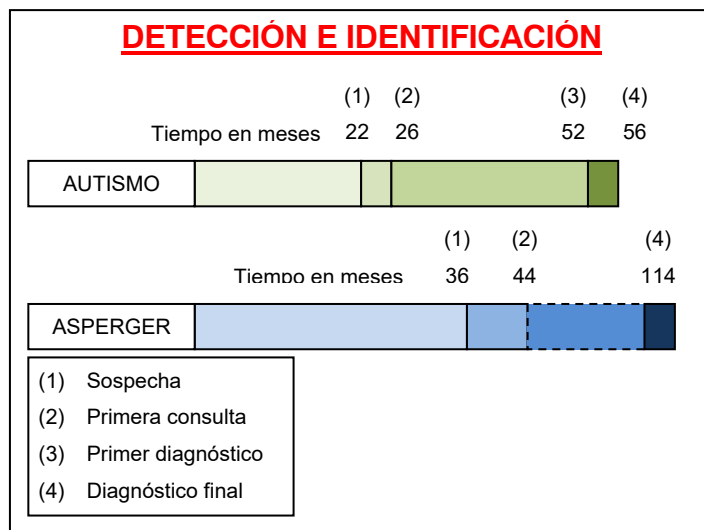 DETECCIÓN E IDENTIFICACIÓN
(1) (2) (3) (4)
Tiempo en meses 22 26 52 56
AUTISMO
(1) (2) (4)
Tiempo en meses 36 44 114
ASPERGER
(1) Sospecha
(2) Primera consulta
(3) Primer diagnóstico
(4) Diagnóstico final